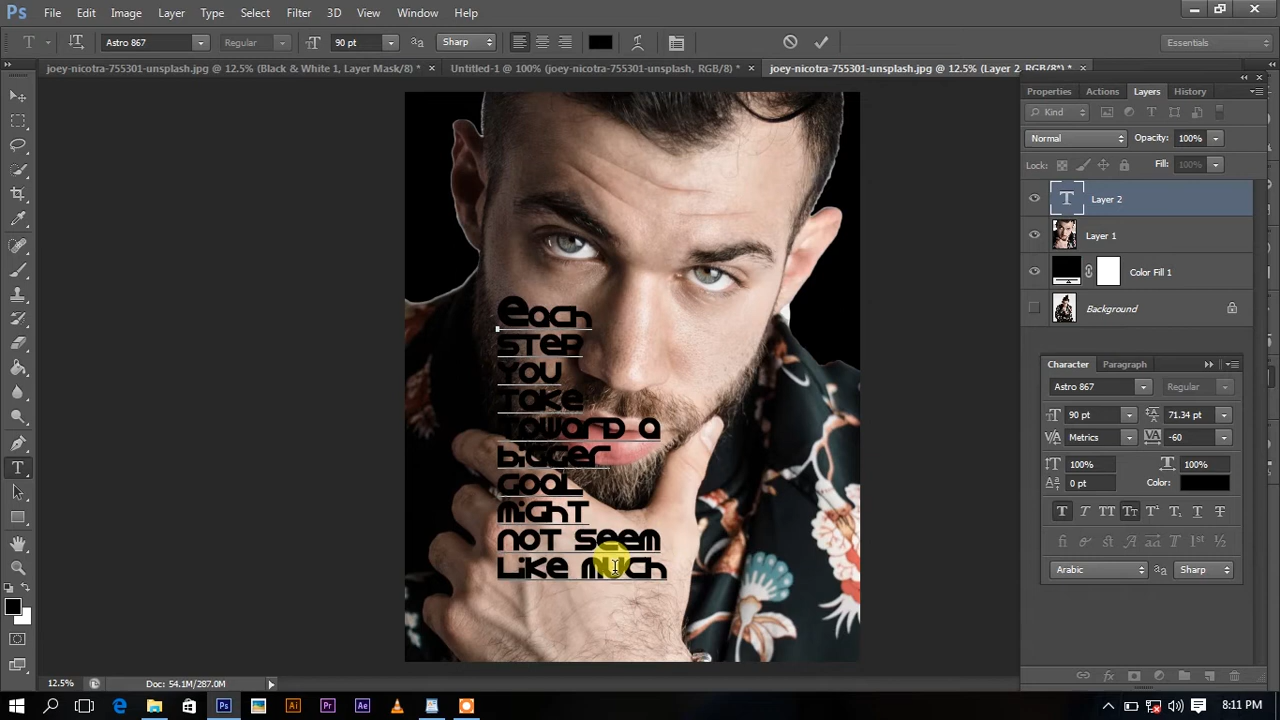 Ps File Edit Image Layer Type Select Filter 3D View Window Help
T Astro 867 Regular 90 pt Sharp Essentials
joey-nicotra-755301-unsplash.jpg @ 12.5% (Black & White 1, Layer Mask/8) * × Untitled-1 @ 100% (joey-nicotra-755301-unsplash, RGB/8) * × joey-nicotra-755301-unsplash.jpg @ 12.5% (Layer 2, RGB/8*) * ×
Properties Actions Layers History
Kind
Normal Opacity: 100%
Lock: Fill: 100%
T Layer 2
Layer 1
Color Fill 1
Background
Each
step
You
Take
Toward a
bigger
Goal
might
not seem
Like much
Character Paragraph
Astro 867 Regular
90 pt 71.34 pt
Metrics -60
100% 100%
0 pt Color:
Arabic Sharp
12.5% Doc: 54.1M/287.0M
Ps Ai Pr Ae 8:11 PM